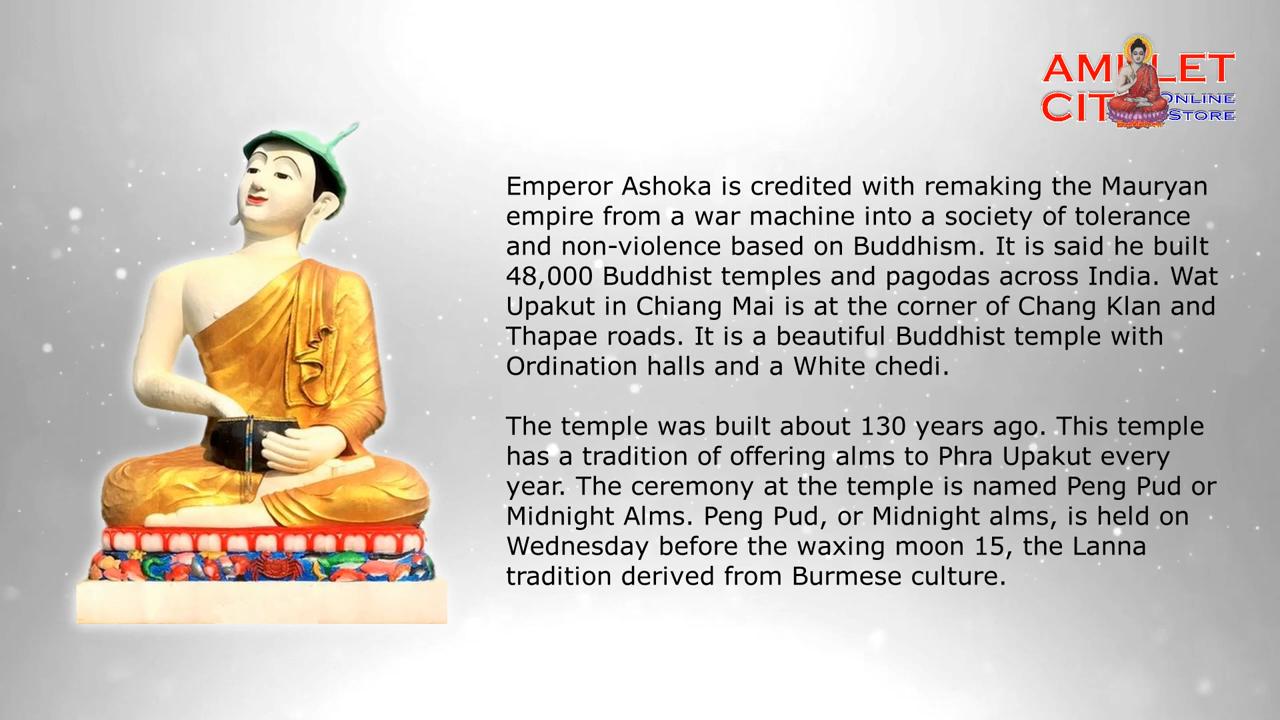 AMULET
CITY ONLINE
STORE
Emperor Ashoka is credited with remaking the Mauryan
empire from a war machine into a society of tolerance
and non-violence based on Buddhism. It is said he built
48,000 Buddhist temples and pagodas across India. Wat
Upakut in Chiang Mai is at the corner of Chang Klan and
Thapae roads. It is a beautiful Buddhist temple with
Ordination halls and a White chedi.
The temple was built about 130 years ago. This temple
has a tradition of offering alms to Phra Upakut every
year. The ceremony at the temple is named Peng Pud or
Midnight Alms. Peng Pud, or Midnight alms, is held on
Wednesday before the waxing moon 15, the Lanna
tradition derived from Burmese culture.